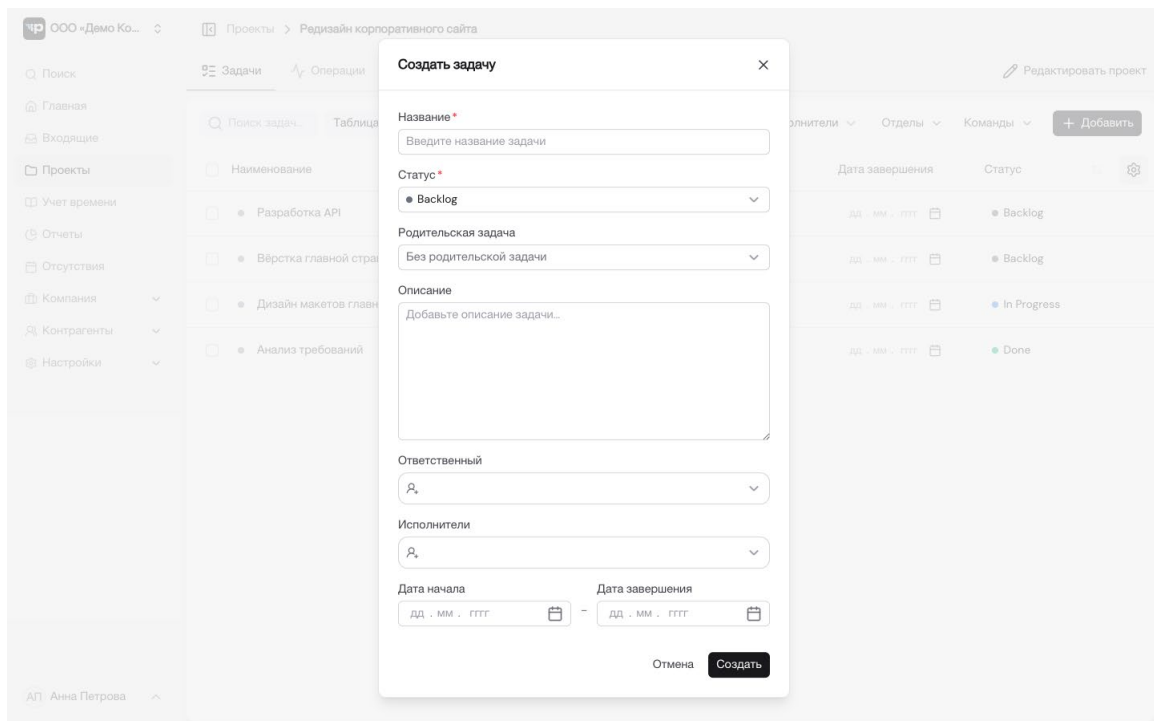 ЧР ООО «Демо Ко...
Проекты > Редизайн корпоративного сайта
Поиск
Главная
Входящие
Проекты
Учет времени
Отчеты
Отсутствия
Компания
Контрагенты
Настройки
АП Анна Петрова
Задачи
Операции
Редактировать проект
Поиск задач...
Таблица
Отделы
Команды
+ Добавить
Наименование
Дата завершения
Статус
Разработка API
дд . мм . гггг
Backlog
Вёрстка главной
дд . мм . гггг
Backlog
Дизайн макетов
дд . мм . гггг
In Progress
Анализ требований
дд . мм . гггг
Done
Создать задачу
Название*
Введите название задачи
Статус*
Backlog
Родительская задача
Без родительской задачи
Описание
Добавьте описание задачи...
Ответственный
Исполнители
Дата начала
Дата завершения
дд . мм . гггг – дд . мм . гггг
Отмена
Создать